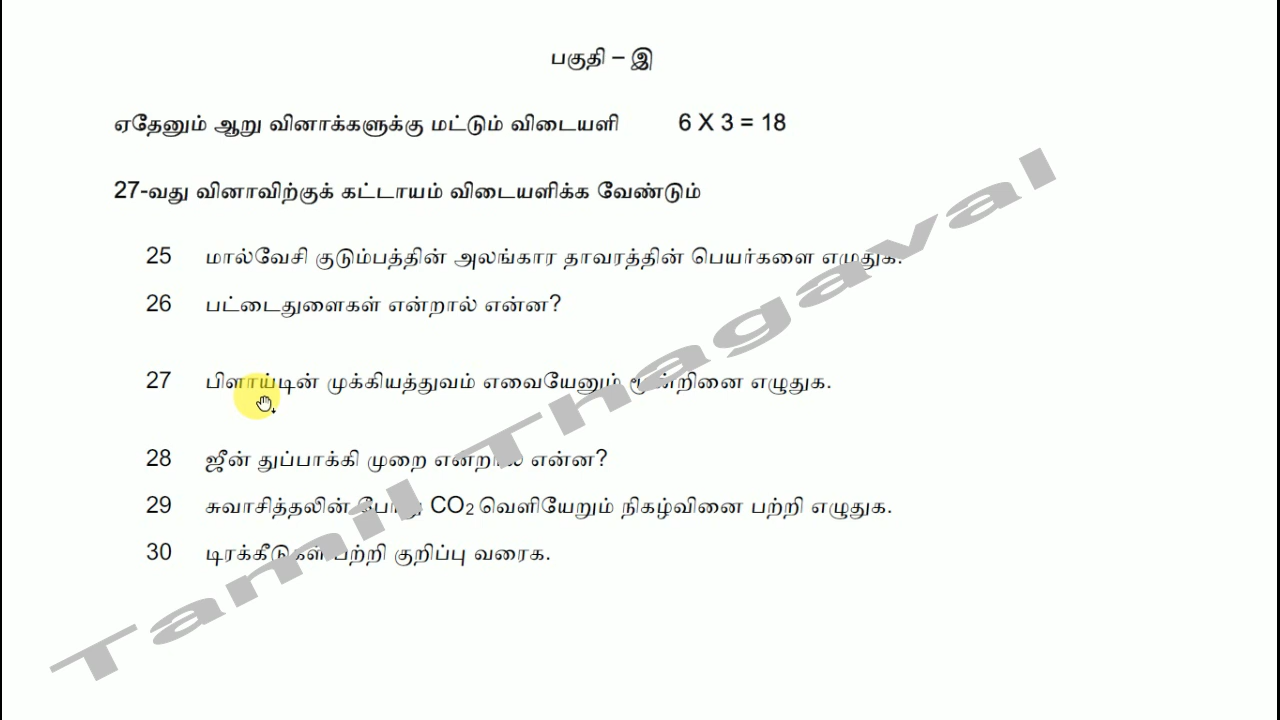 பகுதி – இ
ஏதேனும் ஆறு வினாக்களுக்கு மட்டும் விடையளி 6 X 3 = 18
27-வது வினாவிற்குக் கட்டாயம் விடையளிக்க வேண்டும்
25 மால்வேசி குடும்பத்தின் அலங்கார தாவரத்தின் பெயர்களை எழுதுக.
26 பட்டைதுளைகள் என்றால் என்ன?
27 பிளாய்டின் முக்கியத்துவம் எவையேனும் மூன்றினை எழுதுக.
28 ஜீன் துப்பாக்கி முறை என்றால் என்ன?
29 சுவாசித்தலின் போது CO2 வெளியேறும் நிகழ்வினை பற்றி எழுதுக.
30 டிரக்கீடுகள் பற்றி குறிப்பு வரைக.
Tamil Thagaval